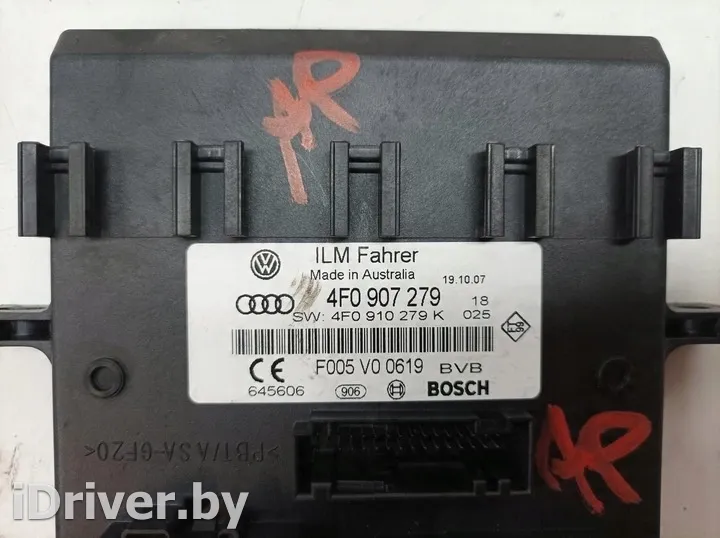 AR
ILM Fahrer
Made in Australia 19.10.07
4F0 907 279 18
SW: 4F0 910 279 K 025
F005 V0 0619 BVB
CE
645606 906 BOSCH
>PBT/ASA-GF20<
AR
iDriver.by